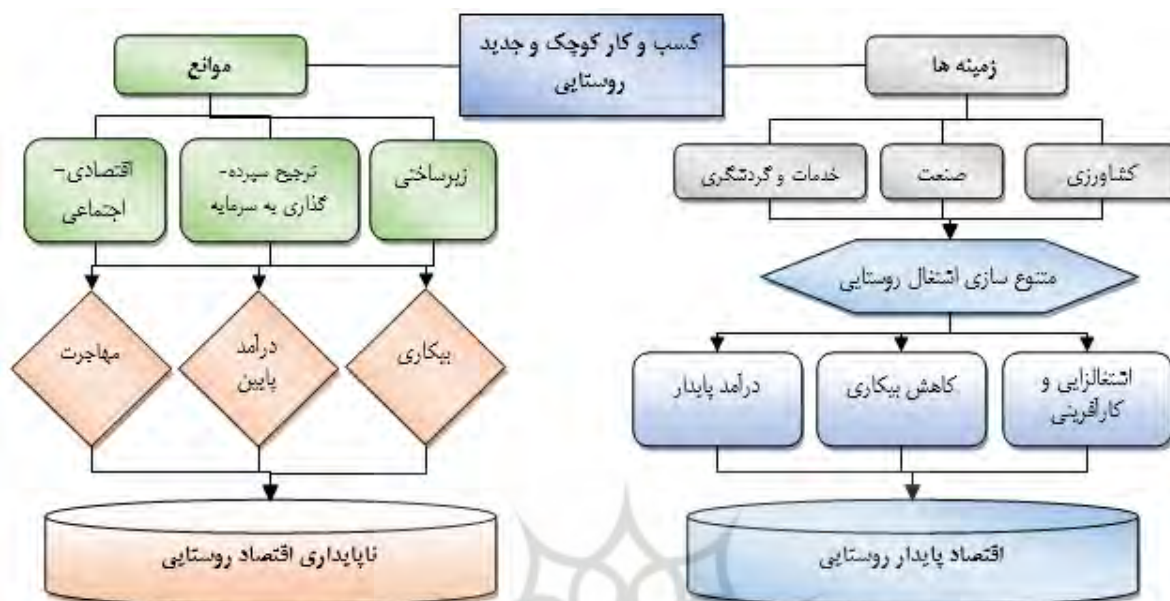 کسب و کار کوچک و جدید
روستایی
زمینه ها
موانع
کشاورزی
صنعت
خدمات و گردشگری
زیرساختی
ترجیح سپرده-
گذاری به سرمایه
اقتصادی-
اجتماعی
متنوع سازی اشتغال روستایی
اشتغالزایی و
کارآفرینی
کاهش بیکاری
درآمد پایدار
بیکاری
درآمد
پایین
مهاجرت
اقتصاد پایدار روستایی
ناپایداری اقتصاد روستایی